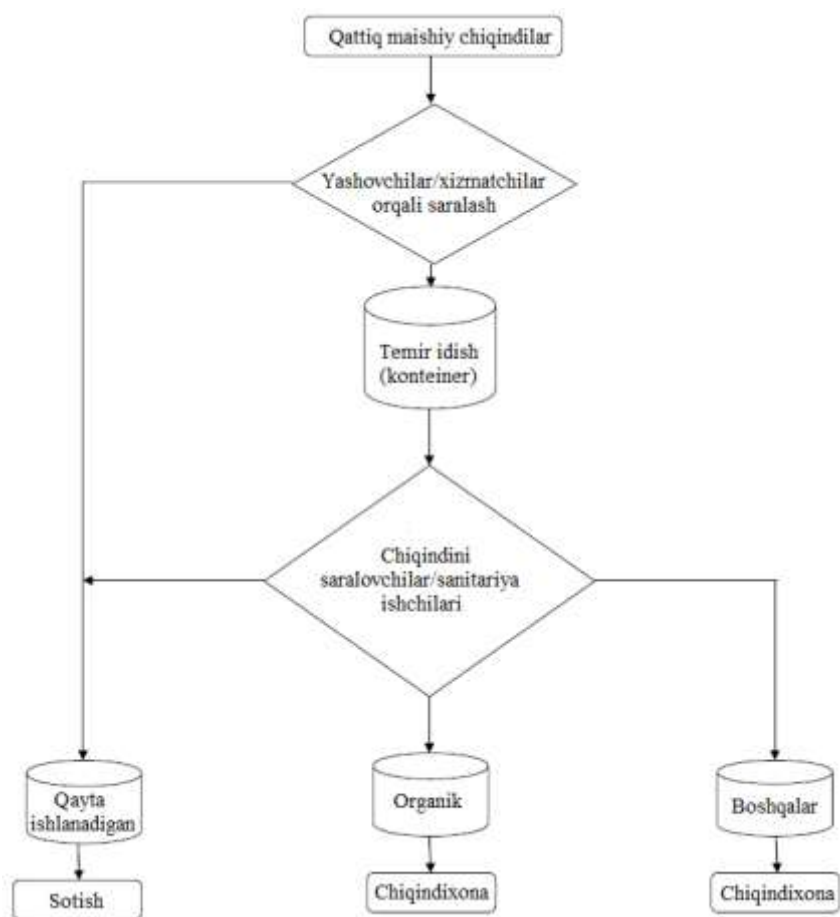 Qattiq maishiy chiqindilar
Yashovchilar/xizmatchilar
orqali saralash
Temir idish
(konteiner)
Chiqindini
saralovchilar/sanitariya
ishchilari
Qayta
ishlanadigan
Organik
Boshqalar
Sotish
Chiqindixona
Chiqindixona